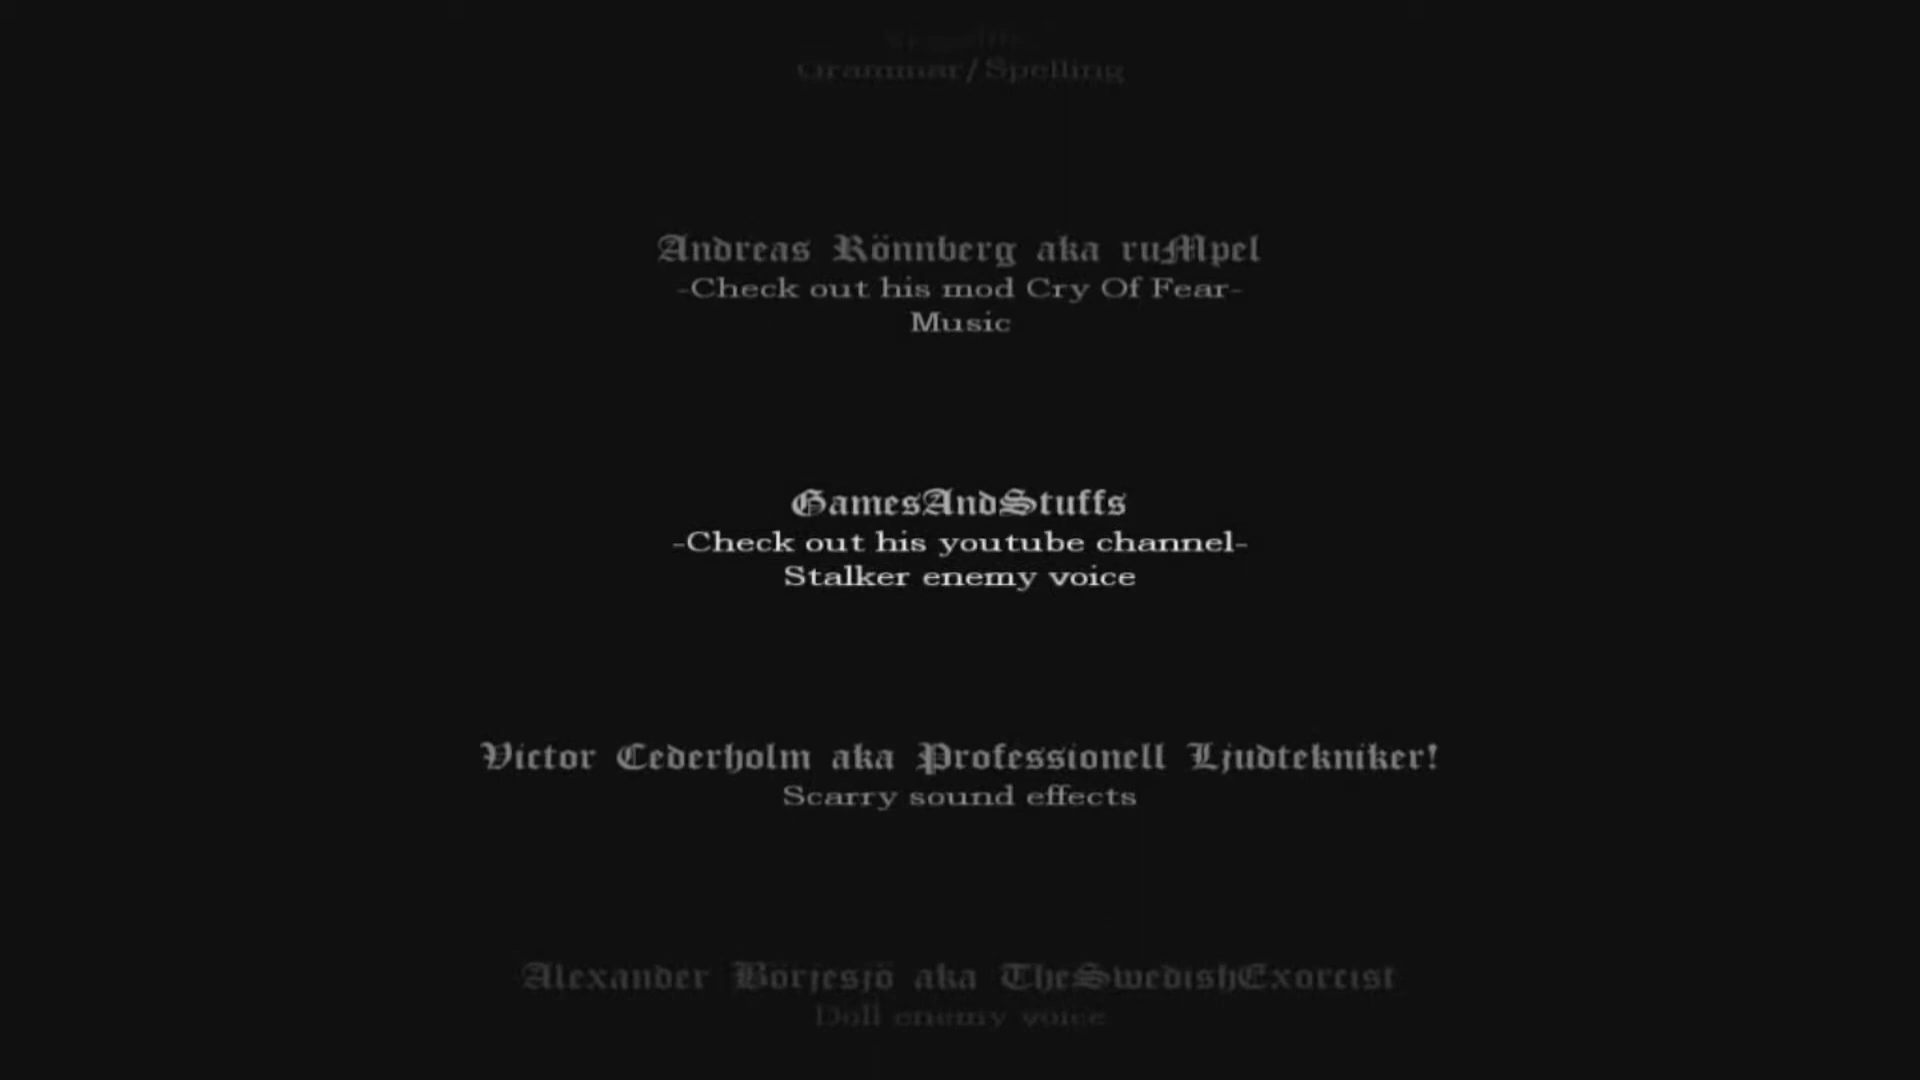 Grammar/Spelling
Andreas Rönnberg aka ruMpel
-Check out his mod Cry Of Fear-
Music
GamesAndStuffs
-Check out his youtube channel-
Stalker enemy voice
Victor Cederholm aka Professionell Ljudtekniker!
Scarry sound effects
Alexander Börjesjö aka TheSwedishExorcist
Doll enemy voice